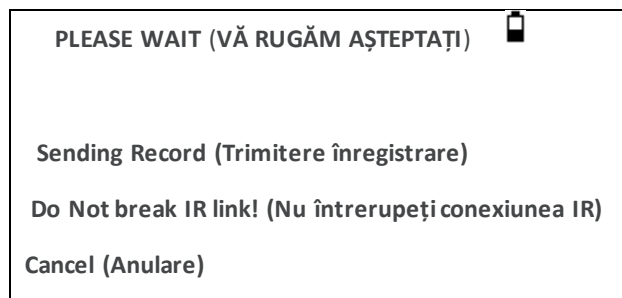 PLEASE WAIT (VĂ RUGĂM AȘTEPTAȚI)
Sending Record (Trimitere înregistrare)
Do Not break IR link! (Nu întrerupeți conexiunea IR)
Cancel (Anulare)